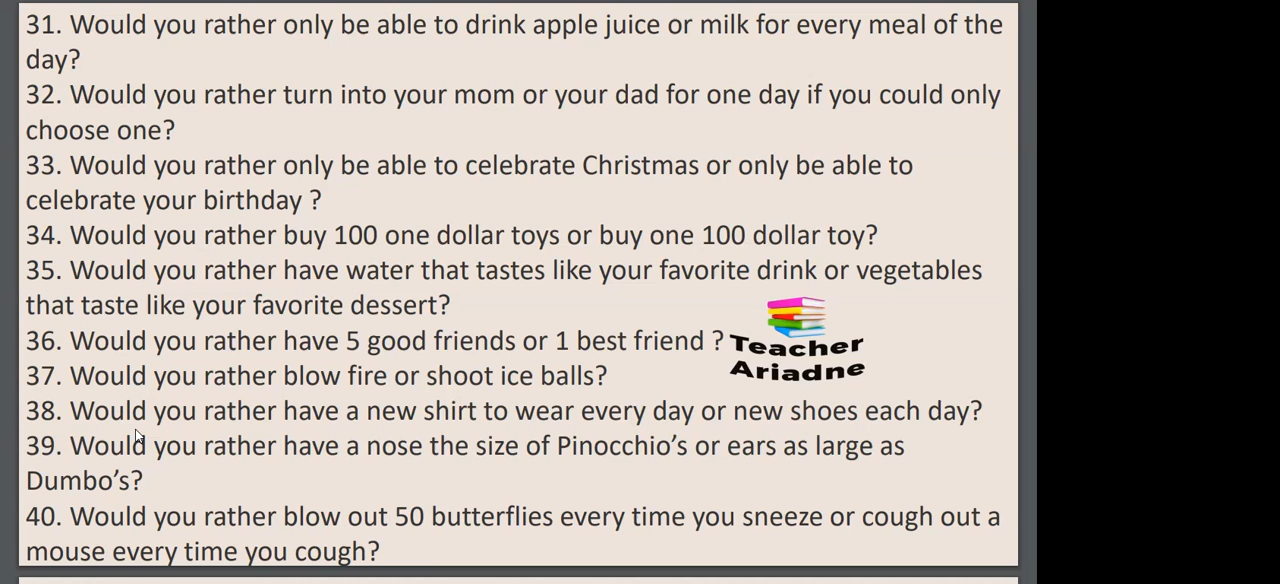 31. Would you rather only be able to drink apple juice or milk for every meal of the
day?
32. Would you rather turn into your mom or your dad for one day if you could only
choose one?
33. Would you rather only be able to celebrate Christmas or only be able to
celebrate your birthday ?
34. Would you rather buy 100 one dollar toys or buy one 100 dollar toy?
35. Would you rather have water that tastes like your favorite drink or vegetables
that taste like your favorite dessert?
36. Would you rather have 5 good friends or 1 best friend ?
Teacher
Ariadne
37. Would you rather blow fire or shoot ice balls?
38. Would you rather have a new shirt to wear every day or new shoes each day?
39. Would you rather have a nose the size of Pinocchio’s or ears as large as
Dumbo’s?
40. Would you rather blow out 50 butterflies every time you sneeze or cough out a
mouse every time you cough?